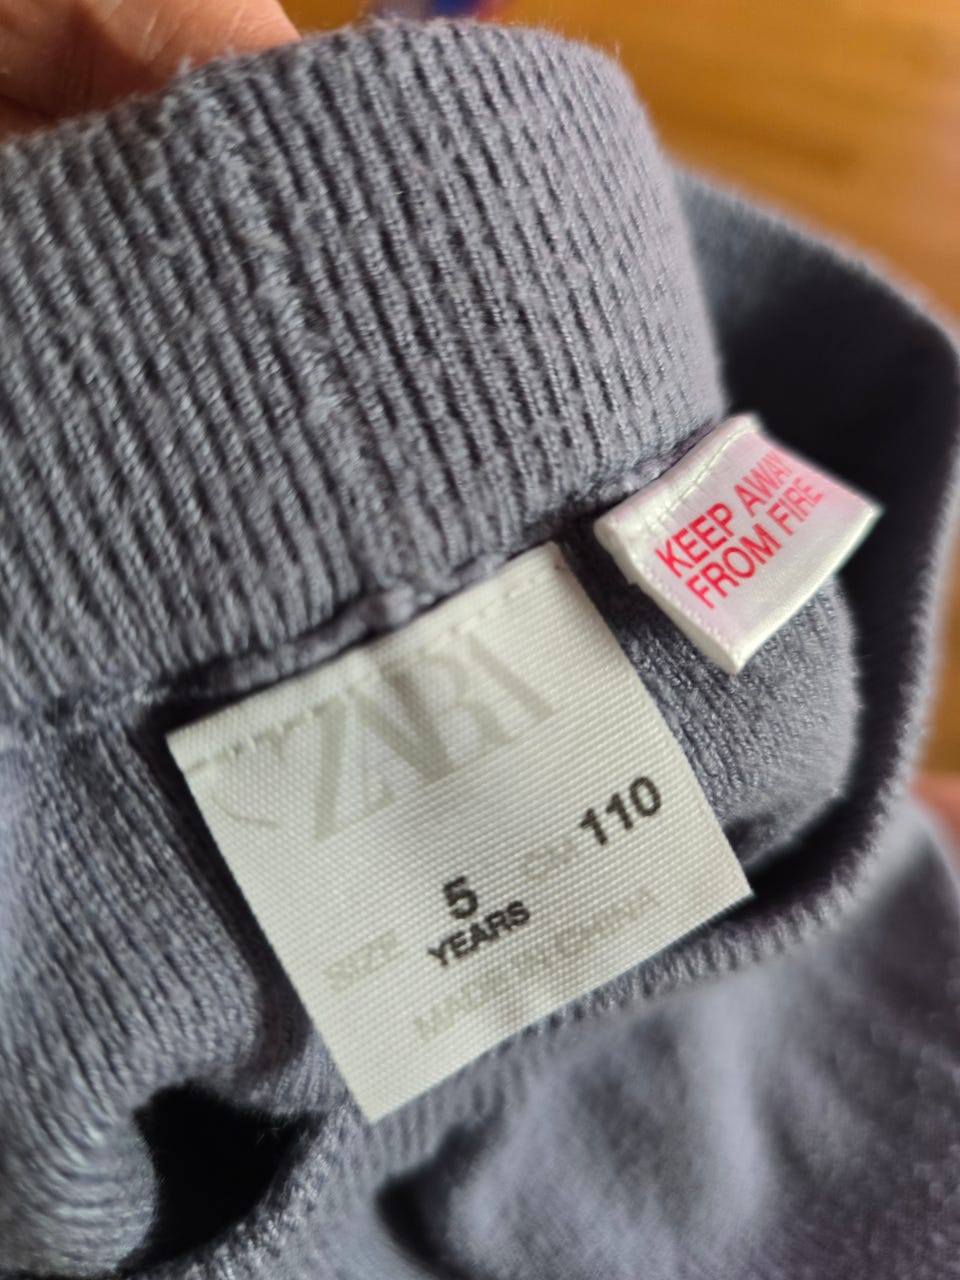 ZARA
SIZE 5 YEARS CM 110
MADE IN CHINA
KEEP AWAY
FROM FIRE